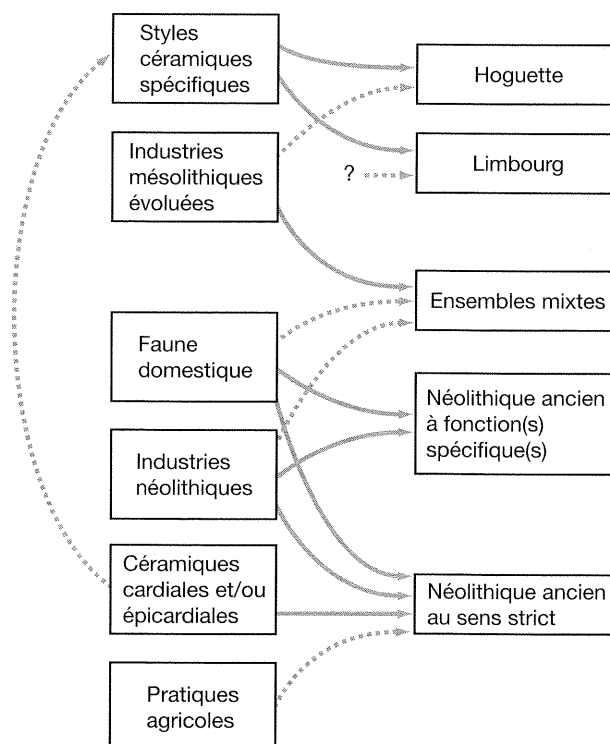 Styles
céramiques
spécifiques
Hoguette
Industries
mésolithiques
évoluées
?
Limbourg
Ensembles mixtes
Faune
domestique
Néolithique ancien
à fonction(s)
spécifique(s)
Industries
néolithiques
Céramiques
cardiales et/ou
épicardiales
Néolithique ancien
au sens strict
Pratiques
agricoles